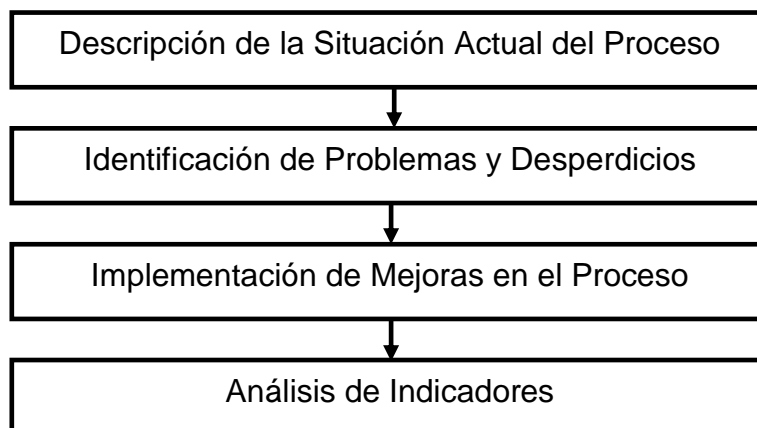 Descripción de la Situación Actual del Proceso
Identificación de Problemas y Desperdicios
Implementación de Mejoras en el Proceso
Análisis de Indicadores